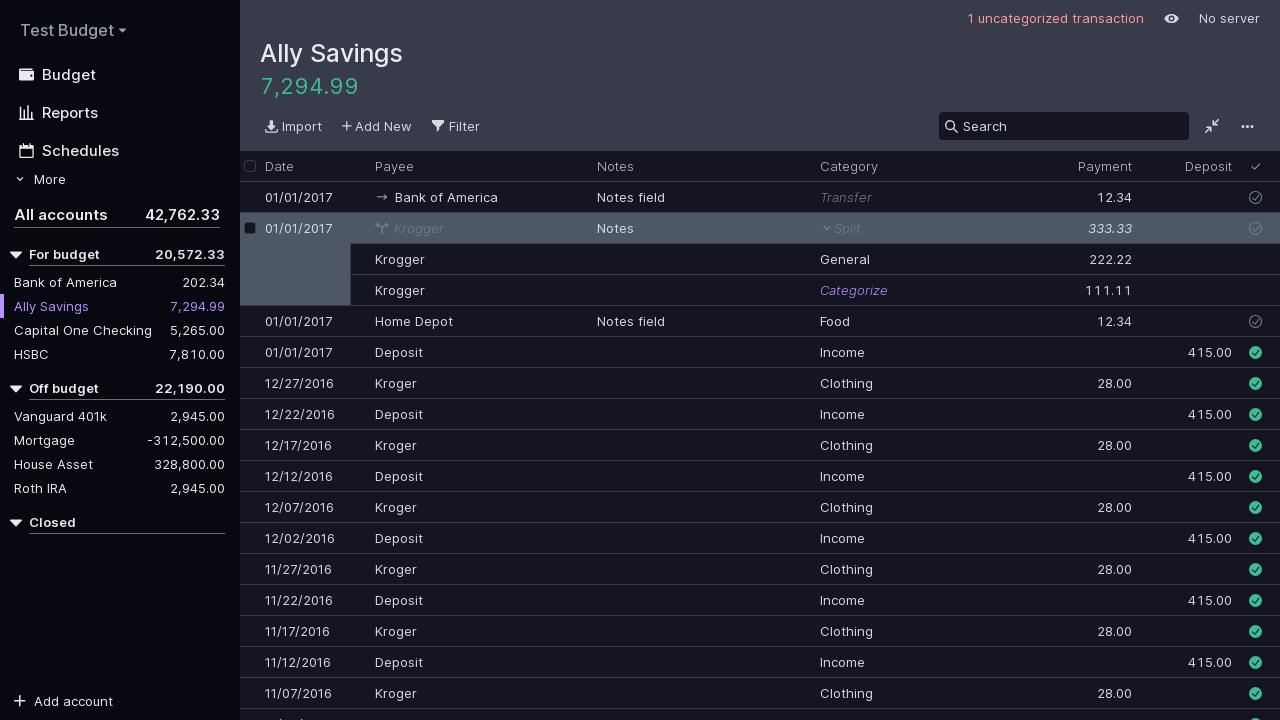 Test Budget
Budget
Reports
Schedules
More
All accounts 42,762.33
For budget 20,572.33
Bank of America 202.34
Ally Savings 7,294.99
Capital One Checking 5,265.00
HSBC 7,810.00
Off budget 22,190.00
Vanguard 401k 2,945.00
Mortgage -312,500.00
House Asset 328,800.00
Roth IRA 2,945.00
Closed
Add account
1 uncategorized transaction No server
Ally Savings
7,294.99
Import Add New Filter Search
Date Payee Notes Category Payment Deposit
01/01/2017 Bank of America Notes field Transfer 12.34
01/01/2017 Krogger Notes Split 333.33
Krogger General 222.22
Krogger Categorize 111.11
01/01/2017 Home Depot Notes field Food 12.34
01/01/2017 Deposit Income 415.00
12/27/2016 Kroger Clothing 28.00
12/22/2016 Deposit Income 415.00
12/17/2016 Kroger Clothing 28.00
12/12/2016 Deposit Income 415.00
12/07/2016 Kroger Clothing 28.00
12/02/2016 Deposit Income 415.00
11/27/2016 Kroger Clothing 28.00
11/22/2016 Deposit Income 415.00
11/17/2016 Kroger Clothing 28.00
11/12/2016 Deposit Income 415.00
11/07/2016 Kroger Clothing 28.00